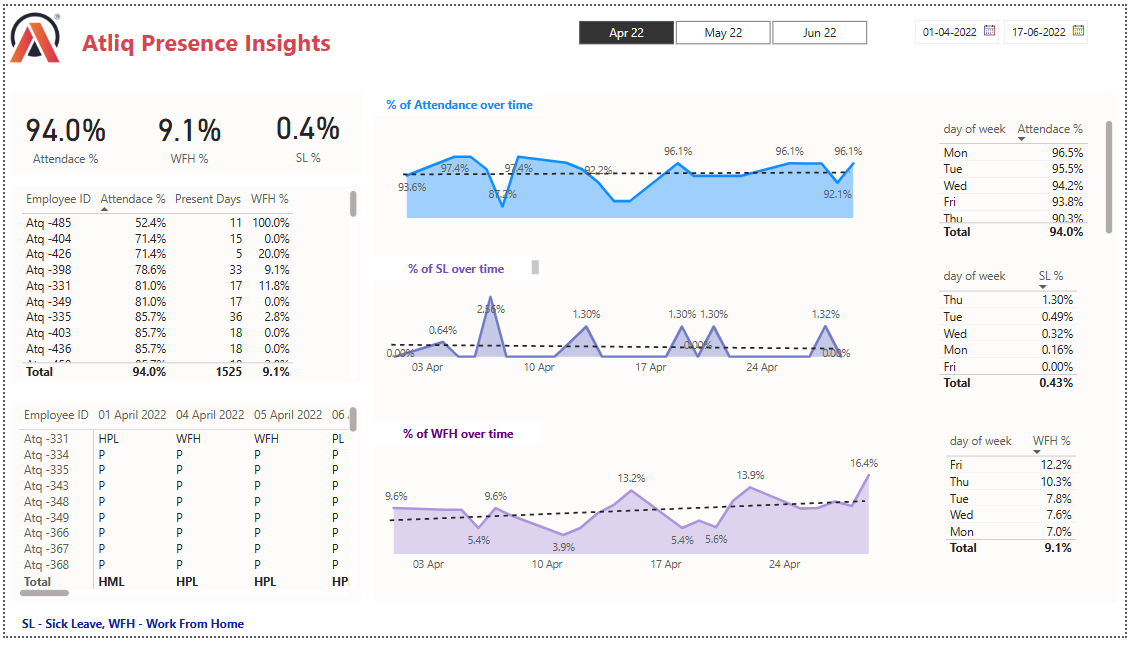 Atliq Presence Insights
Apr 22
May 22
Jun 22
01-04-2022
17-06-2022
94.0%
Attendace %
9.1%
WFH %
0.4%
SL %
Employee ID Attendace % Present Days WFH %
Atq -485 52.4% 11 100.0%
Atq -404 71.4% 15 0.0%
Atq -426 71.4% 5 20.0%
Atq -398 78.6% 33 9.1%
Atq -331 81.0% 17 11.8%
Atq -349 81.0% 17 0.0%
Atq -335 85.7% 36 2.8%
Atq -403 85.7% 18 0.0%
Atq -436 85.7% 18 0.0%
Total 94.0% 1525 9.1%
Employee ID 01 April 2022 04 April 2022 05 April 2022 06
Atq -331 HPL WFH WFH PL
Atq -334 P P P P
Atq -335 P P P P
Atq -343 P P P P
Atq -348 P P P P
Atq -349 P P P P
Atq -366 P P P P
Atq -367 P P P P
Atq -368 P P P P
Total HML HPL HPL HP
% of Attendance over time
93.6%
97.4%
87.2%
97.4%
92.2%
96.1%
96.1%
92.1%
96.1%
% of SL over time
0.00%
0.64%
2.56%
1.30%
1.30%
0.00%
1.30%
1.32%
0.00%
03 Apr
10 Apr
17 Apr
24 Apr
% of WFH over time
9.6%
5.4%
9.6%
3.9%
13.2%
5.4%
5.6%
13.9%
16.4%
03 Apr
10 Apr
17 Apr
24 Apr
day of week Attendace %
Mon 96.5%
Tue 95.5%
Wed 94.2%
Fri 93.8%
Thu 90.3%
Total 94.0%
day of week SL %
Thu 1.30%
Tue 0.49%
Wed 0.32%
Mon 0.16%
Fri 0.00%
Total 0.43%
day of week WFH %
Fri 12.2%
Thu 10.3%
Tue 7.8%
Wed 7.6%
Mon 7.0%
Total 9.1%
SL - Sick Leave, WFH - Work From Home